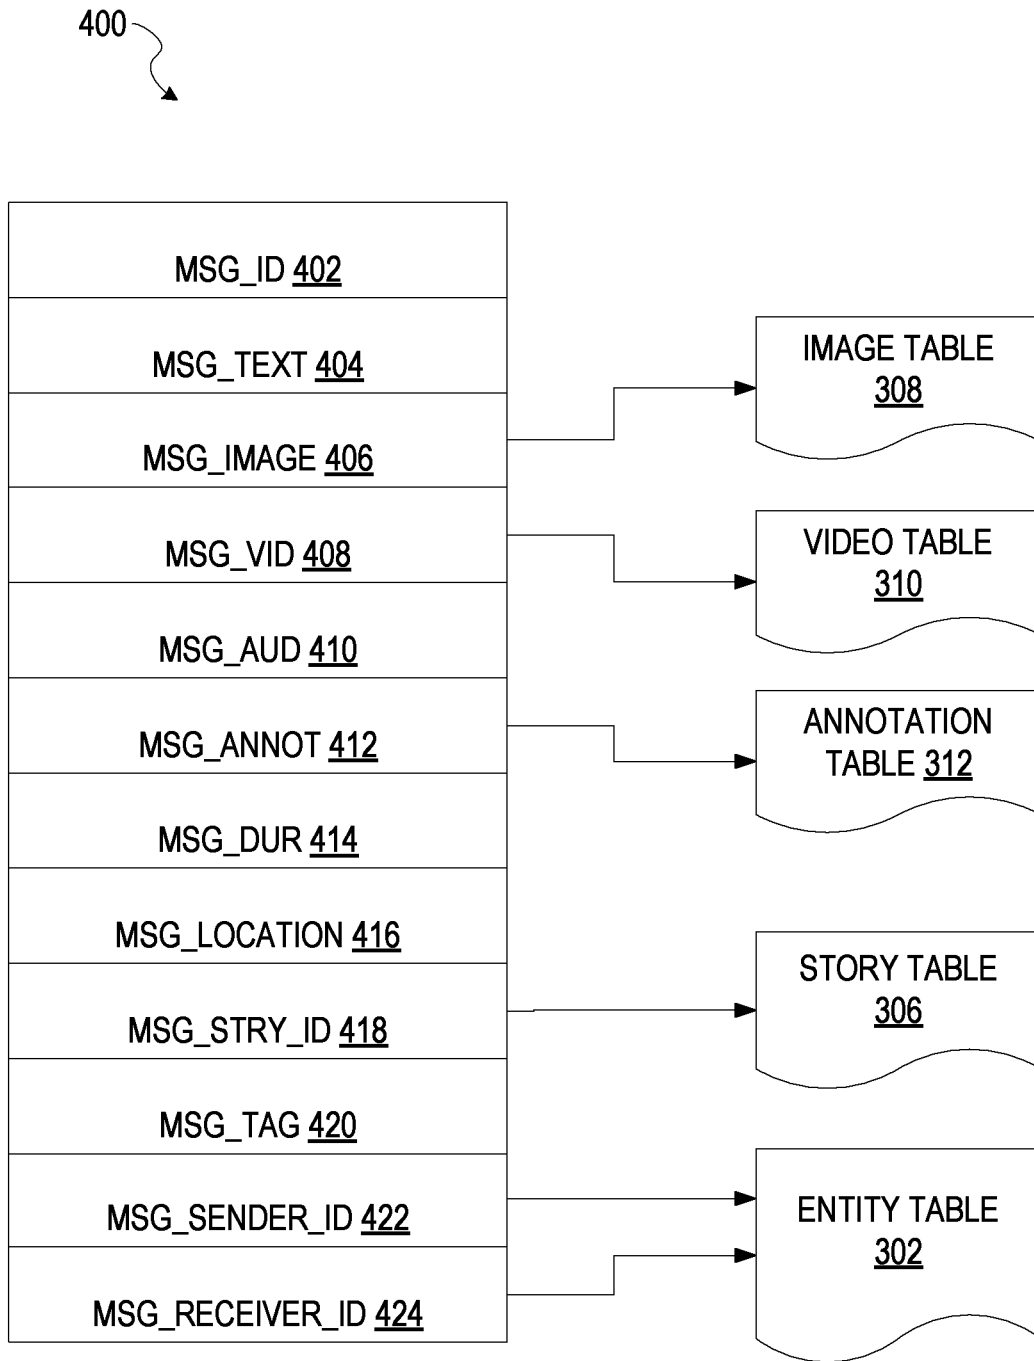 400
MSG_ID 402
MSG_TEXT 404
MSG_IMAGE 406
MSG_VID 408
MSG_AUD 410
MSG_ANNOT 412
MSG_DUR 414
MSG_LOCATION 416
MSG_STRY_ID 418
MSG_TAG 420
MSG_SENDER_ID 422
MSG_RECEIVER_ID 424
IMAGE TABLE
308
VIDEO TABLE
310
ANNOTATION
TABLE 312
STORY TABLE
306
ENTITY TABLE
302